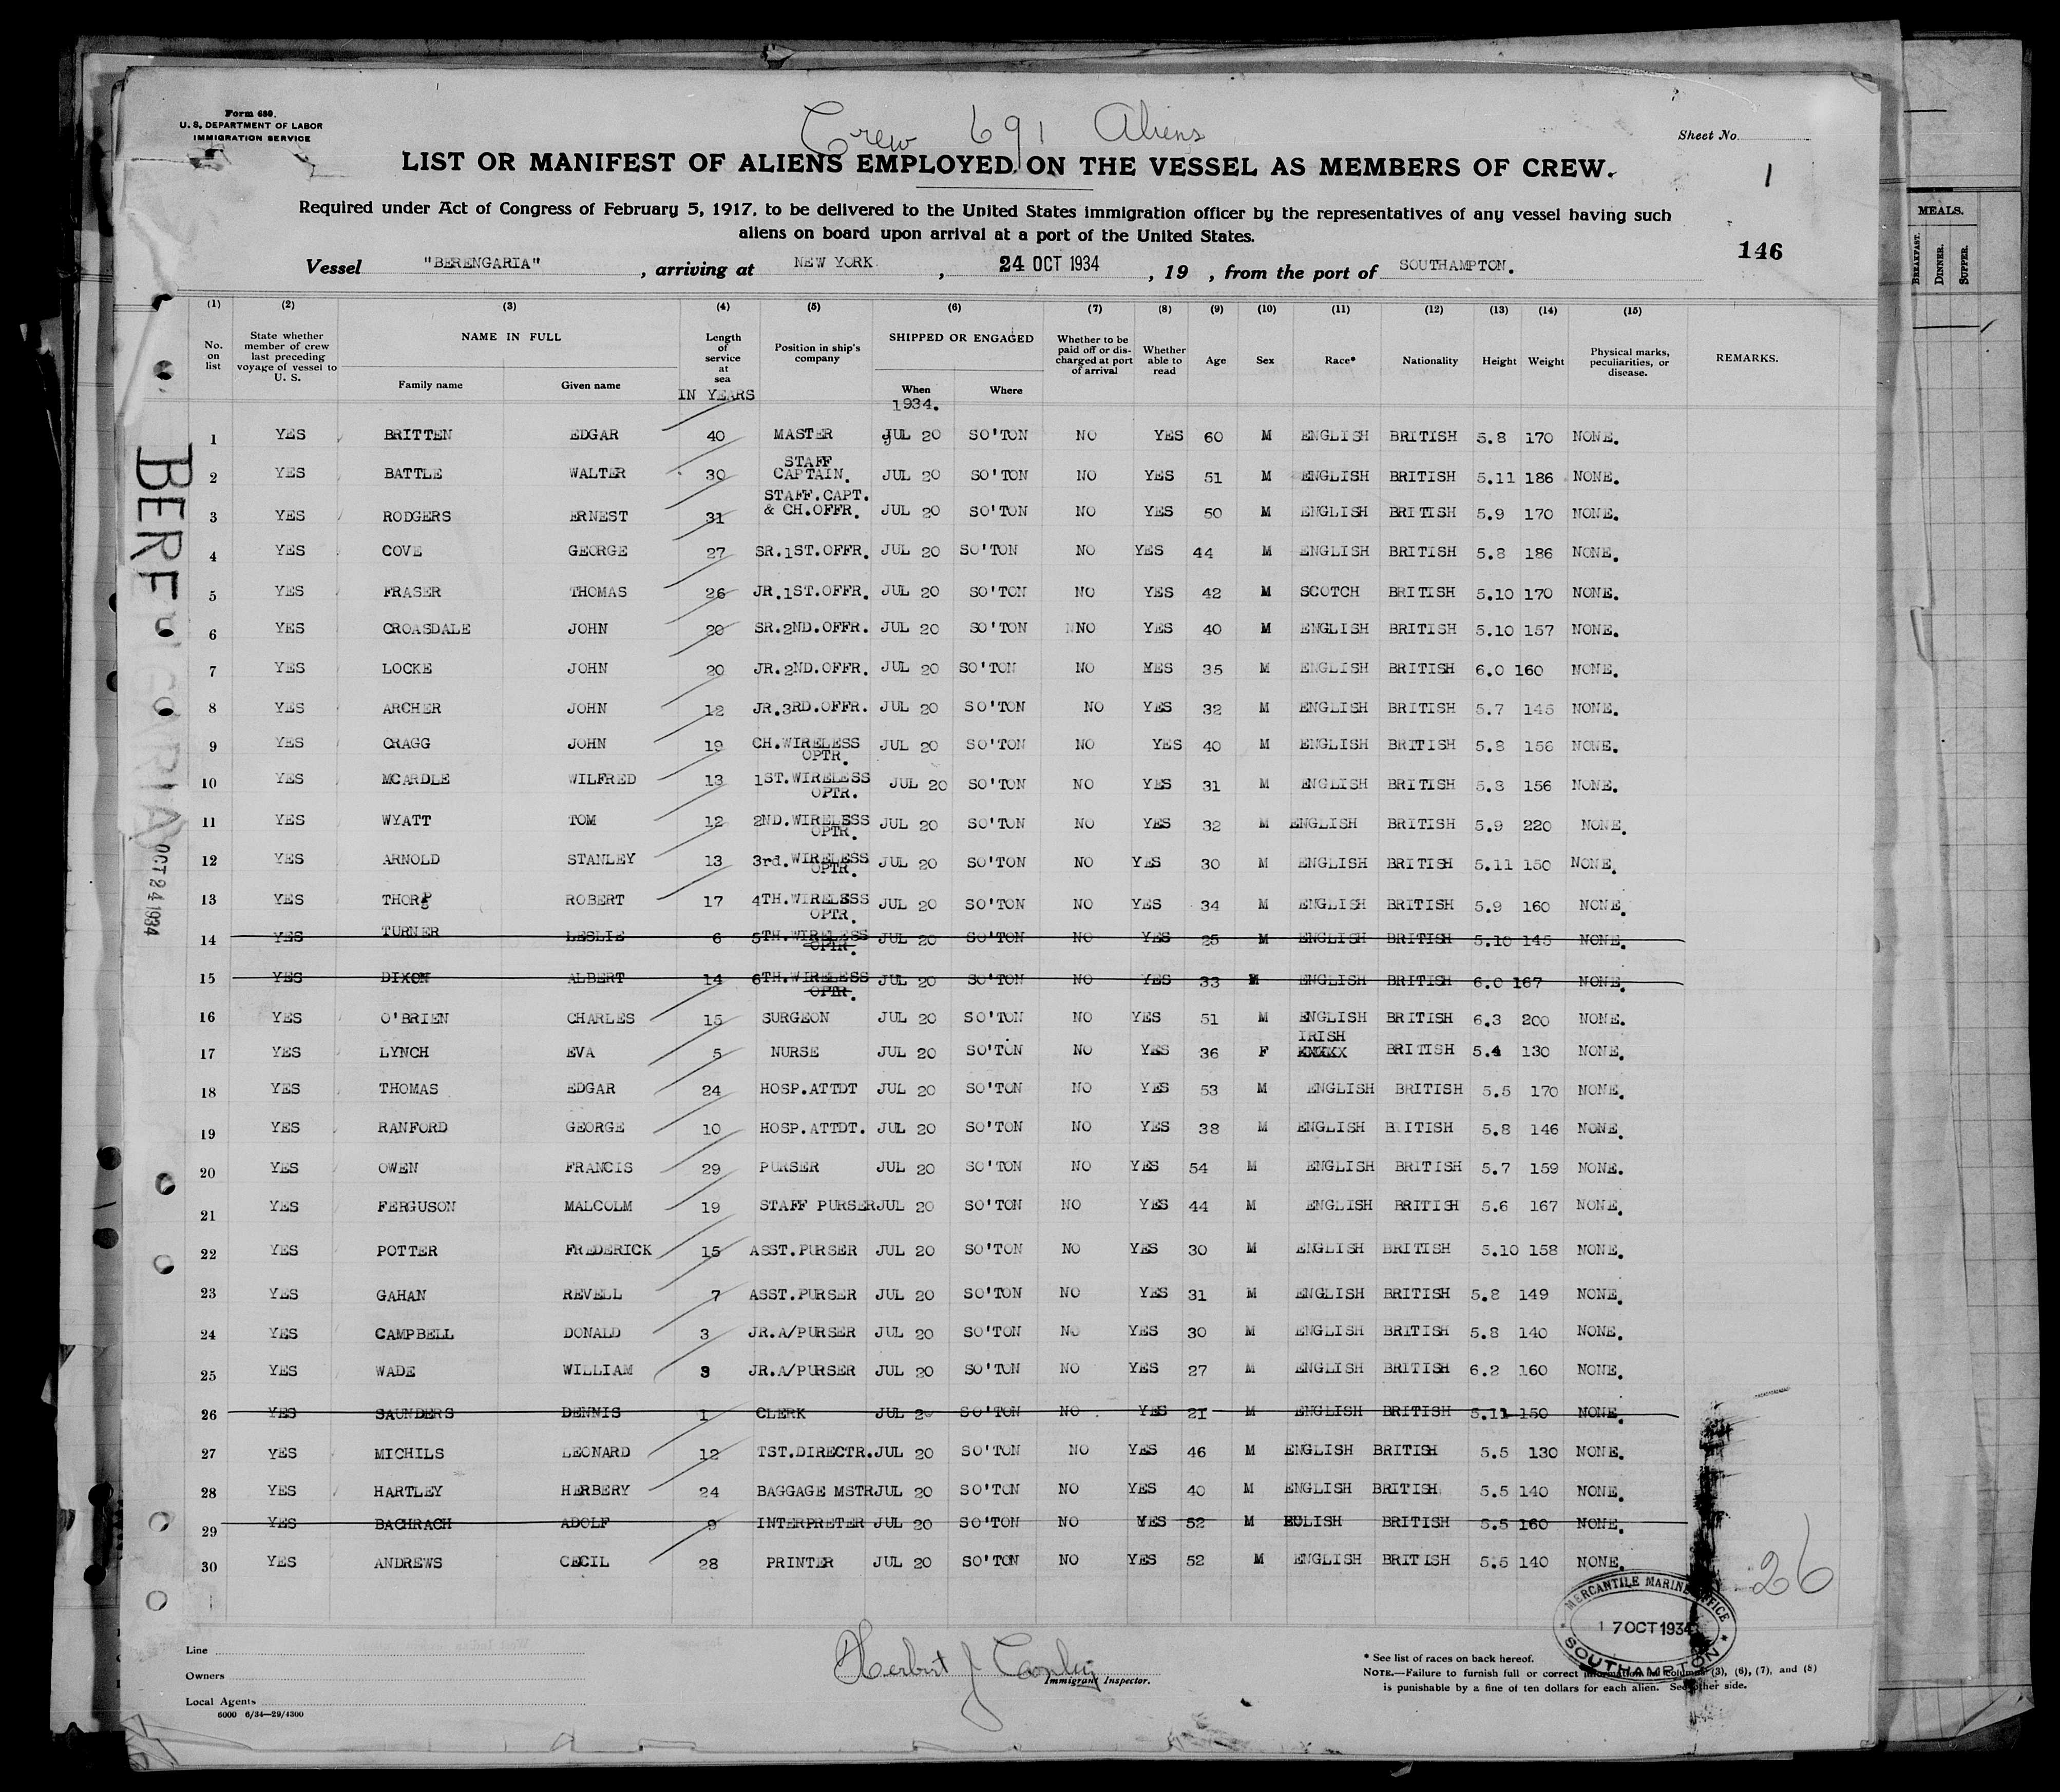 Form 680.
U. S. DEPARTMENT OF LABOR
IMMIGRATION SERVICE
Crew 691 Aliens
Sheet No.
1
LIST OR MANIFEST OF ALIENS EMPLOYED ON THE VESSEL AS MEMBERS OF CREW.
Required under Act of Congress of February 5, 1917, to be delivered to the United States immigration officer by the representatives of any vessel having such
aliens on board upon arrival at a port of the United States.
146
Vessel "BERENGARIA", arriving at NEW YORK, 24 OCT 1934, 19 , from the port of SOUTHAMPTON.
(1) (2) (3) (4) (5) (6) (7) (8) (9) (10) (11) (12) (13) (14) (15)
No. on list State whether member of crew last preceding voyage of vessel to U. S. NAME IN FULL Family name Given name Length of service at sea IN YEARS Position in ship's company SHIPPED OR ENGAGED When 1934. Where Whether to be paid off or discharged at port of arrival Whether able to read Age Sex Race* Nationality Height Weight Physical marks, peculiarities, or disease. REMARKS.
1 YES BRITTEN EDGAR 40 MASTER JUL 20 SO'TON NO YES 60 M ENGLISH BRITISH 5.8 170 NONE.
2 YES BATTLE WALTER 30 STAFF CAPTAIN. JUL 20 SO'TON NO YES 51 M ENGLISH BRITISH 5.11 186 NONE.
3 YES RODGERS ERNEST 31 STAFF.CAPT. & CH.OFFR. JUL 20 SO'TON NO YES 50 M ENGLISH BRITISH 5.9 170 NONE.
4 YES COVE GEORGE 27 SR.1ST.OFFR. JUL 20 SO'TON NO YES 44 M ENGLISH BRITISH 5.8 186 NONE.
5 YES FRASER THOMAS 26 JR.1ST.OFFR. JUL 20 SO'TON NO YES 42 M SCOTCH BRITISH 5.10 170 NONE.
6 YES CROASDALE JOHN 20 SR.2ND.OFFR. JUL 20 SO'TON NNO YES 40 M ENGLISH BRITISH 5.10 157 NONE.
7 YES LOCKE JOHN 20 JR.2ND.OFFR. JUL 20 SO'TON NO YES 35 M ENGLISH BRITISH 6.0 160 NONE.
8 YES ARCHER JOHN 12 JR.3RD.OFFR. JUL 20 SO'TON NO YES 32 M ENGLISH BRITISH 5.7 145 NONE.
9 YES CRAGG JOHN 19 CH.WIRELESS OPTR. JUL 20 SO'TON NO YES 40 M ENGLISH BRITISH 5.8 156 NONE.
10 YES MCARDLE WILFRED 13 1ST.WIRELESS OPTR. JUL 20 SO'TON NO YES 31 M ENGLISH BRITISH 5.8 156 NONE.
11 YES WYATT TOM 12 2ND.WIRELSSS OPTR. JUL 20 SO'TON NO YES 32 M ENGLISH BRITISH 5.9 220 NONE.
12 YES ARNOLD STANLEY 13 3rd.WIRELESS OPTR. JUL 20 SO'TON NO YES 30 M ENGLISH BRITISH 5.11 150 NONE.
13 YES THORP ROBERT 17 4TH.WIRELSSS OPTR. JUL 20 SO'TON NO YES 34 M ENGLISH BRITISH 5.9 160 NONE.
14 YES TURNER LESLIE 6 5TH.WIRELESS OPTR. JUL 20 SO'TON NO YES 25 M ENGLISH BRITISH 5.10 145 NONE.
15 YES DIXON ALBERT 14 6TH.WIRELESS OPTR. JUL 20 SO'TON NO YES 33 M ENGLISH BRITISH 6.0 167 NONE.
16 YES O'BRIEN CHARLES 15 SURGEON JUL 20 SO'TON NO YES 51 M ENGLISH BRITISH 6.3 200 NONE.
17 YES LYNCH EVA 5 NURSE JUL 20 SO'TON NO YES 36 F IRISH XXXXX BRITISH 5.4 130 NONE.
18 YES THOMAS EDGAR 24 HOSP.ATTDT JUL 20 SO'TON NO YES 53 M ENGLISH BRITISH 5.5 170 NONE.
19 YES RANFORD GEORGE 10 HOSP.ATTDT. JUL 20 SO'TON NO YES 38 M ENGLISH BRITISH 5.8 146 NONE.
20 YES OWEN FRANCIS 29 PURSER JUL 20 SO'TON NO YES 54 M ENGLISH BRITISH 5.7 159 NONE.
21 YES FERGUSON MALCOLM 19 STAFF PURSER JUL 20 SO'TON NO YES 44 M ENGLISH BRITISH 5.6 167 NONE.
22 YES POTTER FREDERICK 15 ASST.PURSER JUL 20 SO'TON NO YES 30 M ENGLISH BRITISH 5.10 158 NONE.
23 YES GAHAN REVELL 7 ASST.PURSER JUL 20 SO'TON NO YES 31 M ENGLISH BRITISH 5.8 149 NONE.
24 YES CAMPBELL DONALD 3 JR.A/PURSER JUL 20 SO'TON NO YES 30 M ENGLISH BRITISH 5.8 140 NONE.
25 YES WADE WILLIAM 3 JR.A/PURSER JUL 20 SO'TON NO YES 27 M ENGLISH BRITISH 6.2 160 NONE.
26 YES SAUNDERS DENNIS 1 CLERK JUL 20 SO'TON NO YES 21 M ENGLISH BRITISH 5.11 150 NONE.
27 YES MICHILS LEONARD 12 TST.DIRECTR. JUL 20 SO'TON NO YES 46 M ENGLISH BRITISH 5.5 130 NONE.
28 YES HARTLEY HERBERY 24 BAGGAGE MSTR JUL 20 SO'TON NO YES 40 M ENGLISH BRITISH 5.5 140 NONE.
29 YES BACHRACH ADOLF 9 INTERPRETER JUL 20 SO'TON NO YES 52 M BRITISH 5.5 160 NONE.
30 YES ANDREWS CECIL 28 PRINTER JUL 20 SO'TON NO YES 52 M ENGLISH BRITISH 5.5 140 NONE.
26
BERENGARIA
OCT 24 1934
MERCANTILE MARINE OFFICE
17 OCT 1934
SOUTHAMPTON
Line
Owners
Local Agents
6000 6/34—29/4300
Herbert J
Immigrant Inspector.
* See list of races on back hereof.
NOTE.—Failure to furnish full or correct information in columns (3), (6), (7), and (8)
is punishable by a fine of ten dollars for each alien. See other side.
MEALS.
BREAKFAST.
DINNER.
SUPPER.